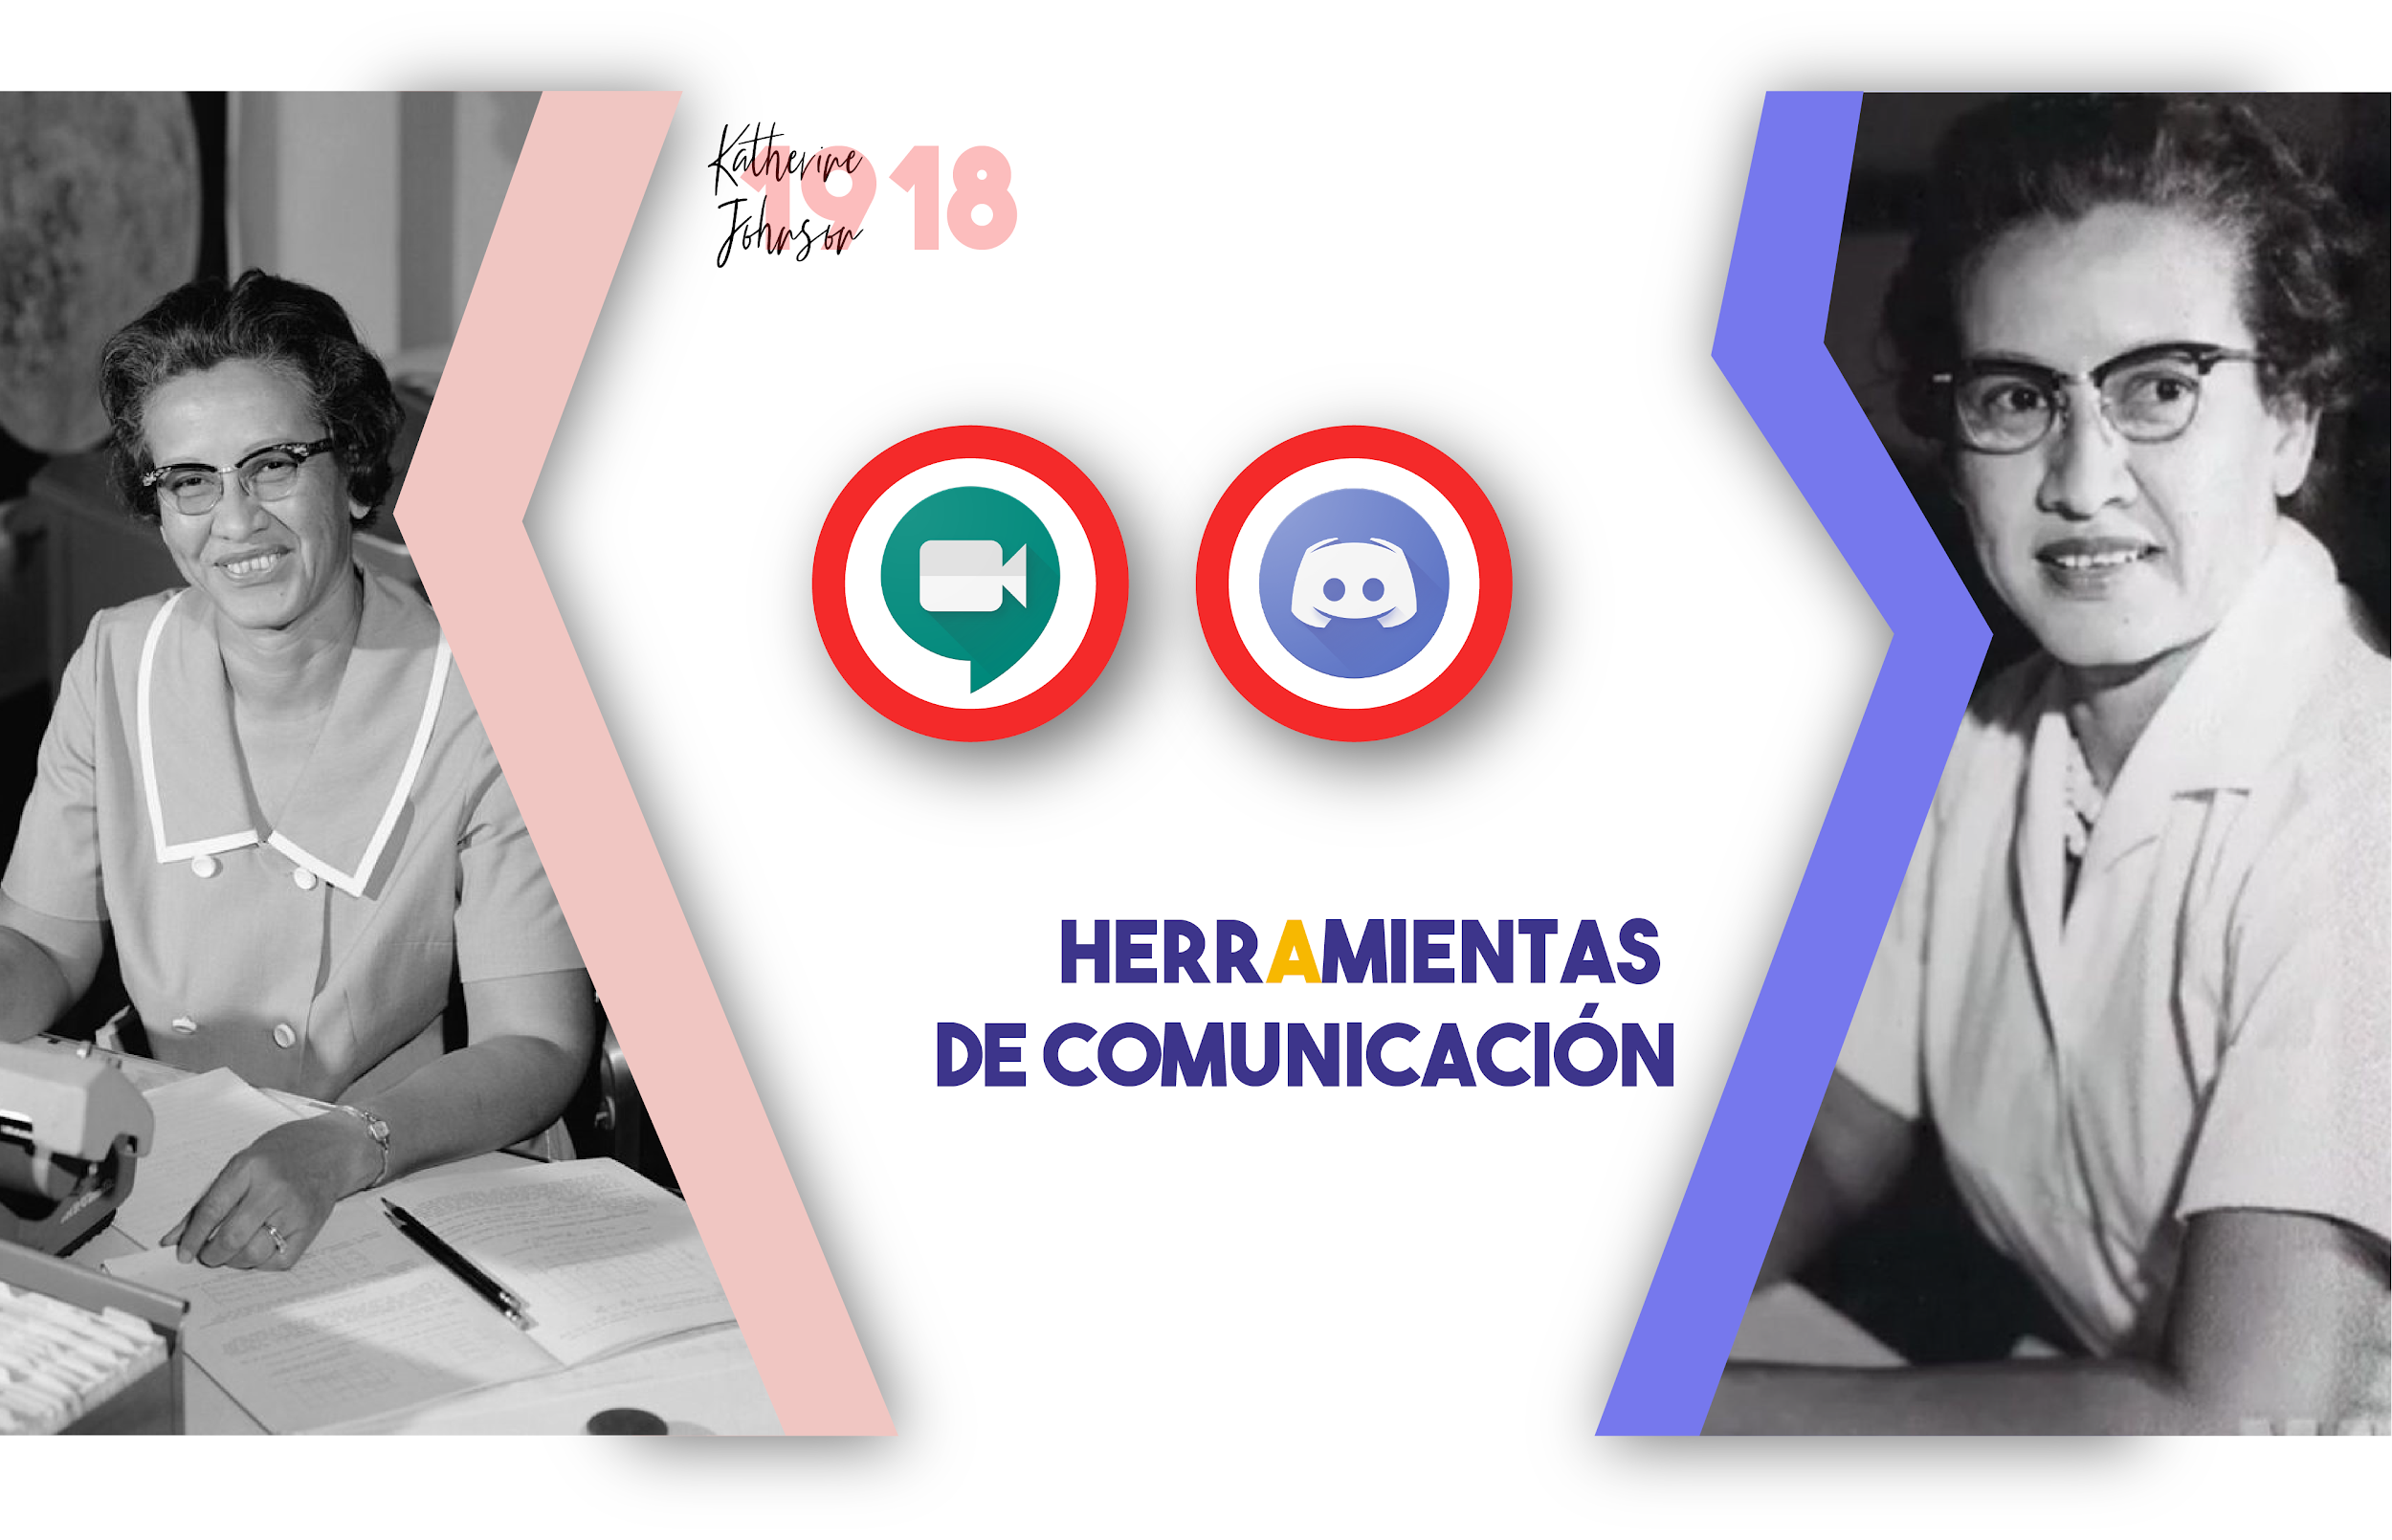 Katherine
Johnson
1918
HERRAMIENTAS
DE COMUNICACIÓN